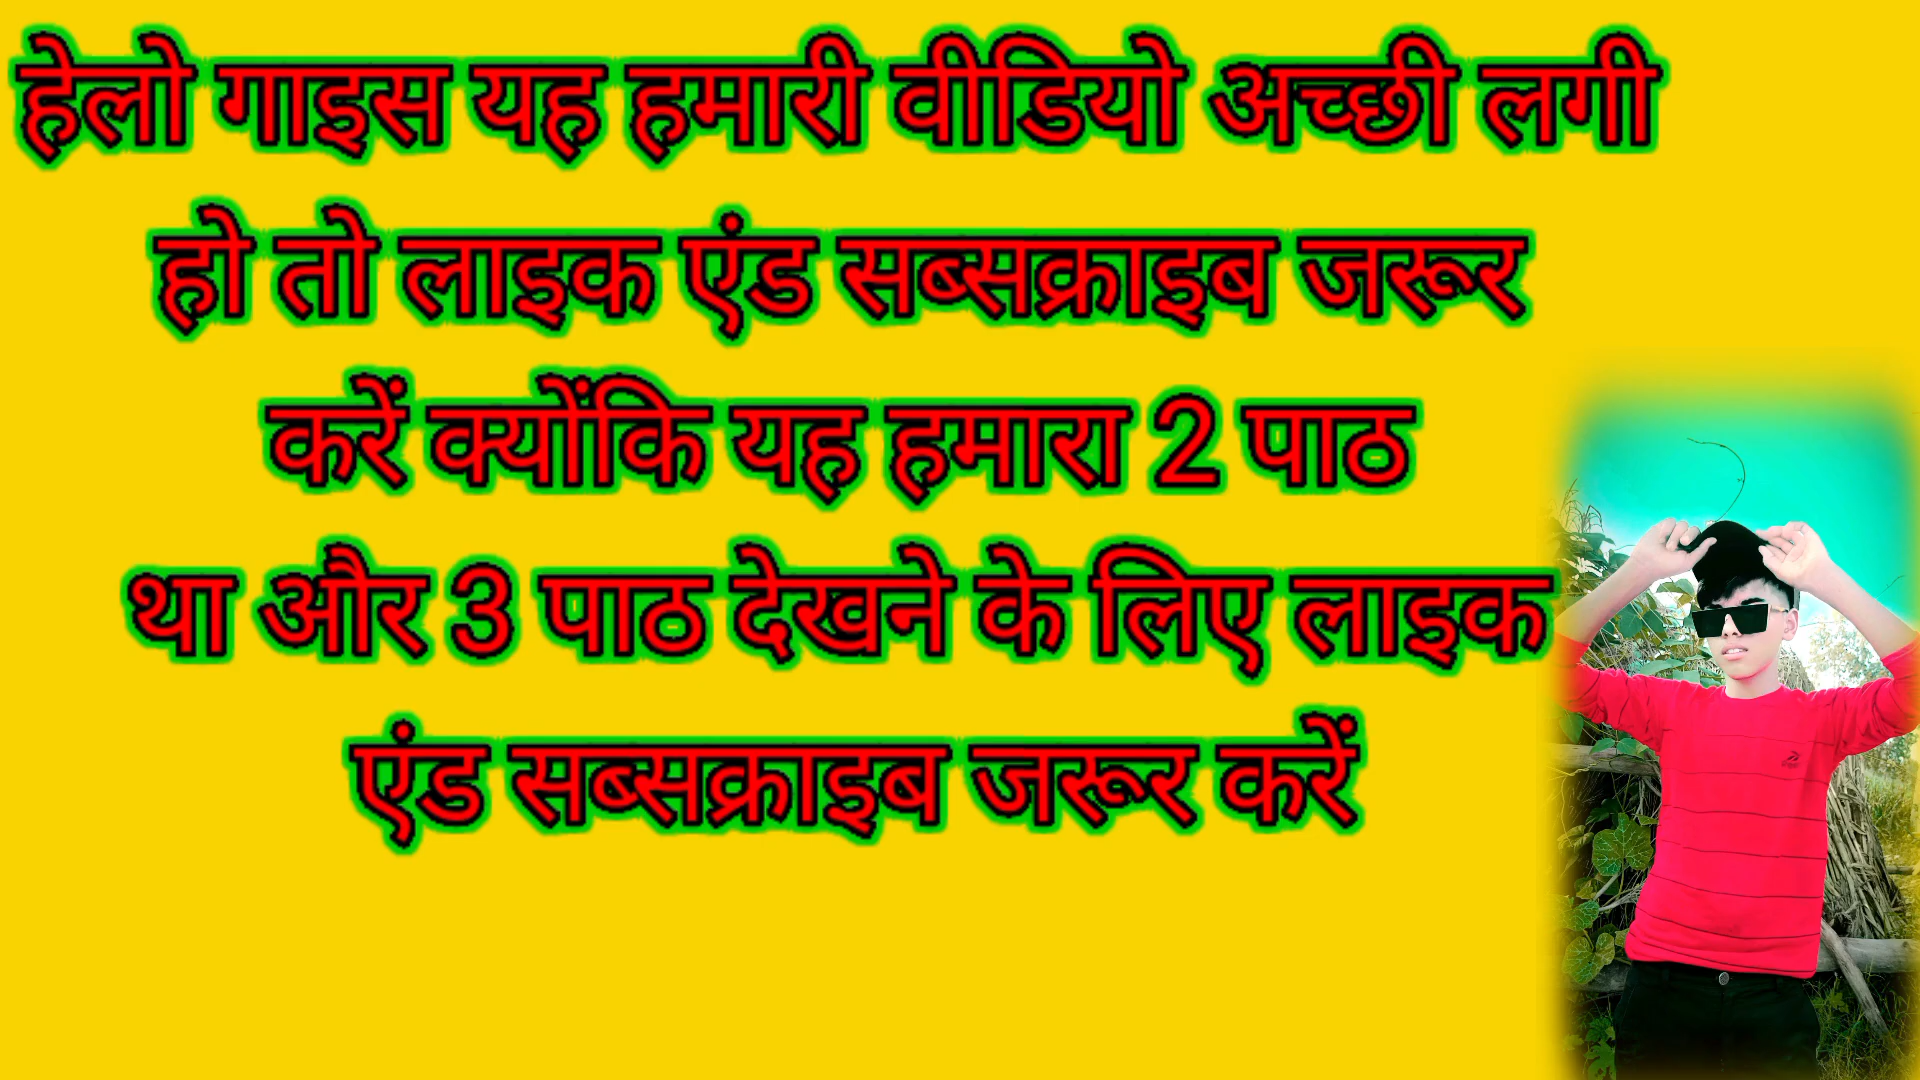 हेलो गाइस यह हमारी वीडियो अच्छी लगी
हो तो लाइक एंड सब्सक्राइब जरूर
करें क्योंकि यह हमारा 2 पाठ
था और 3 पाठ देखने के लिए लाइक
एंड सब्सक्राइब जरूर करें